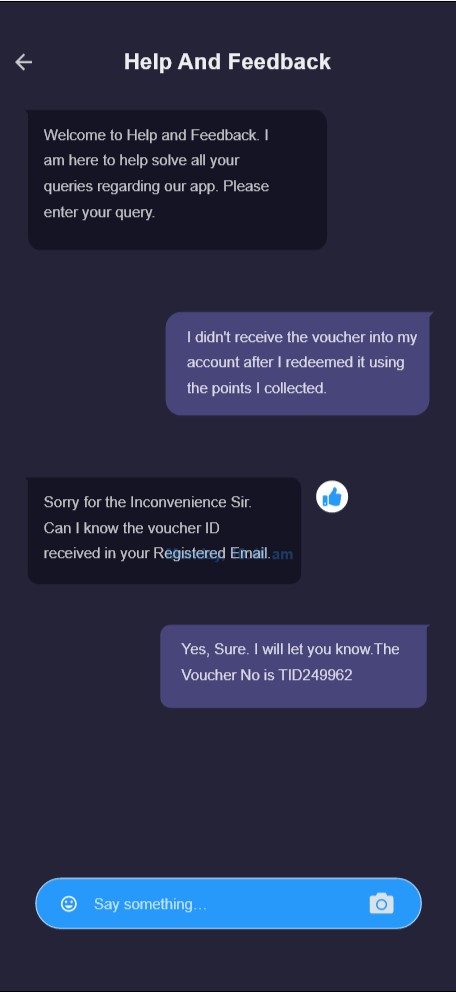 Help And Feedback
Welcome to Help and Feedback. I
am here to help solve all your
queries regarding our app. Please
enter your query.
I didn't receive the voucher into my
account after I redeemed it using
the points I collected.
Sorry for the Inconvenience Sir.
Can I know the voucher ID
received in your Registered Email.
am
Yes, Sure. I will let you know.The
Voucher No is TID249962
Say something...